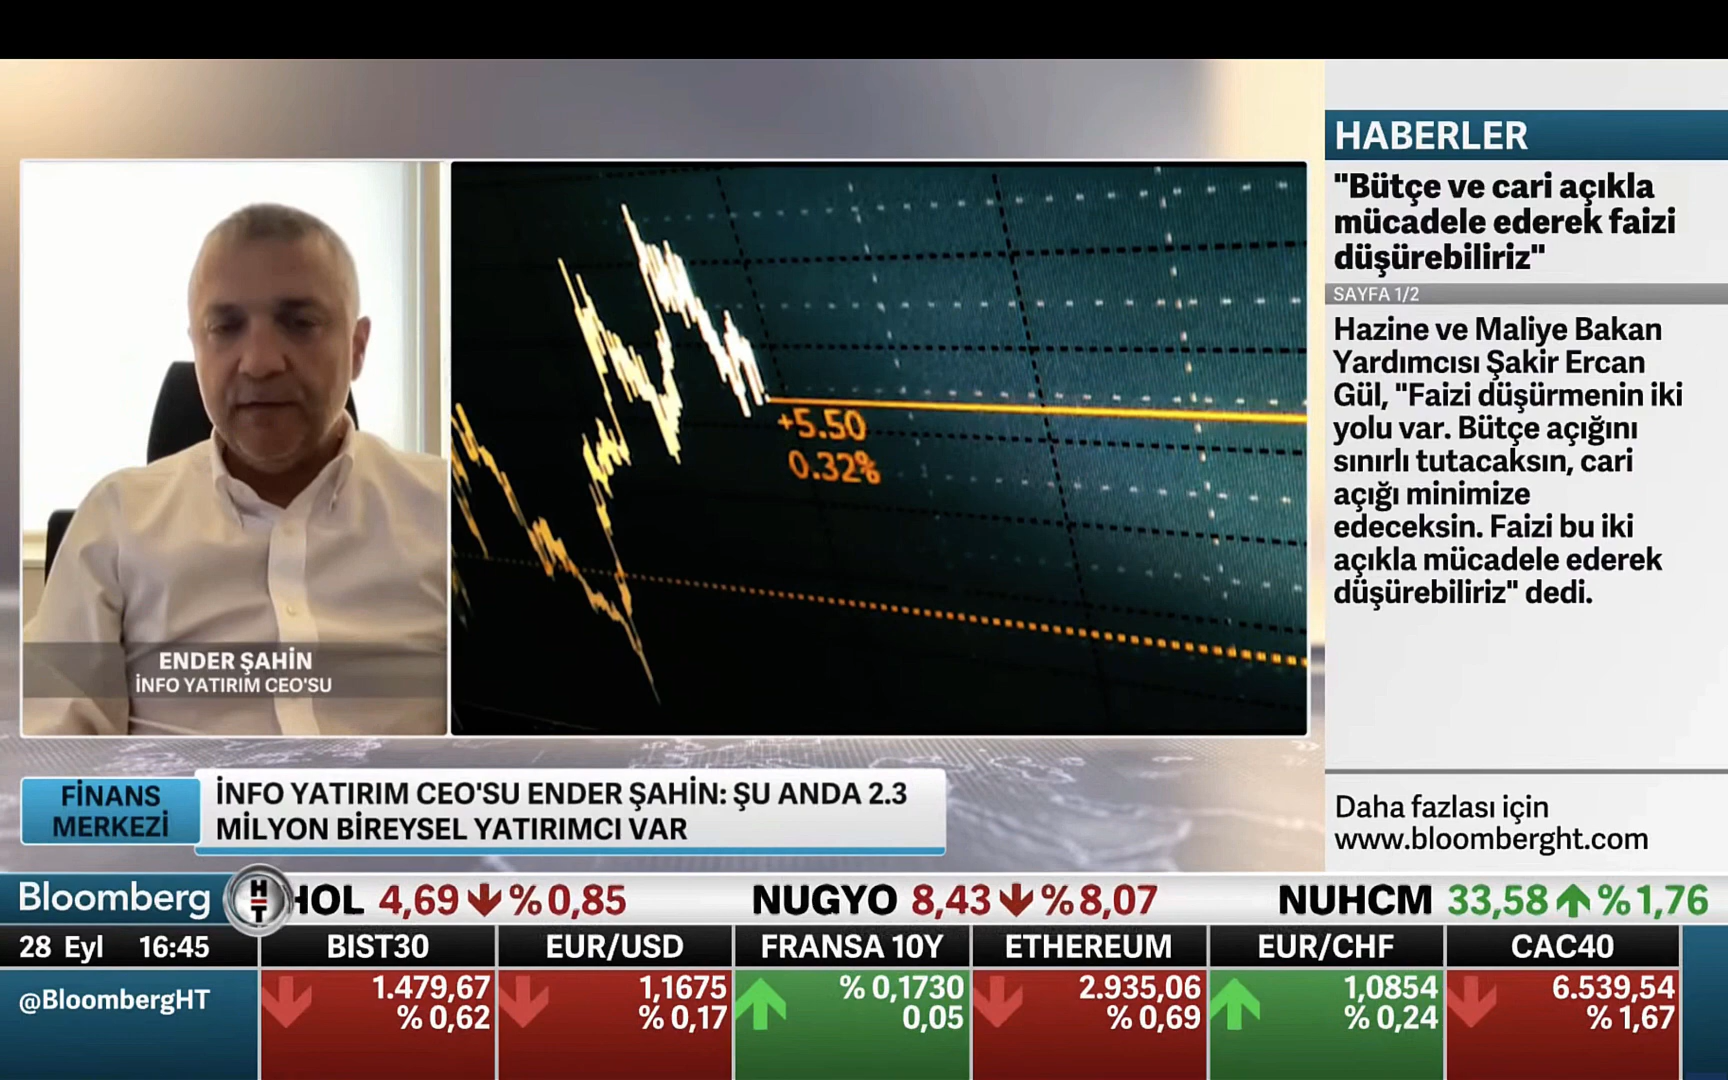 HABERLER
"Bütçe ve cari açıkla
mücadele ederek faizi
düşürebiliriz"
SAYFA 1/2
Hazine ve Maliye Bakan
Yardımcısı Şakir Ercan
Gül, "Faizi düşürmenin iki
yolu var. Bütçe açığını
sınırlı tutacaksın, cari
açığı minimize
edeceksin. Faizi bu iki
açıkla mücadele ederek
düşürebiliriz" dedi.
Daha fazlası için
www.bloomberght.com
+5.50
0.32%
ENDER ŞAHİN
İNFO YATIRIM CEO'SU
FİNANS
MERKEZİ
İNFO YATIRIM CEO'SU ENDER ŞAHİN: ŞU ANDA 2.3
MİLYON BİREYSEL YATIRIMCI VAR
Bloomberg HT
HOL 4,69 %0,85 NUGYO 8,43 %8,07 NUHCM 33,58 %1,76
28 Eyl 16:45 BIST30 EUR/USD FRANSA 10Y ETHEREUM EUR/CHF CAC40
@BloombergHT 1.479,67 1,1675 % 0,1730 2.935,06 1,0854 6.539,54
% 0,62 % 0,17 0,05 % 0,69 % 0,24 % 1,67